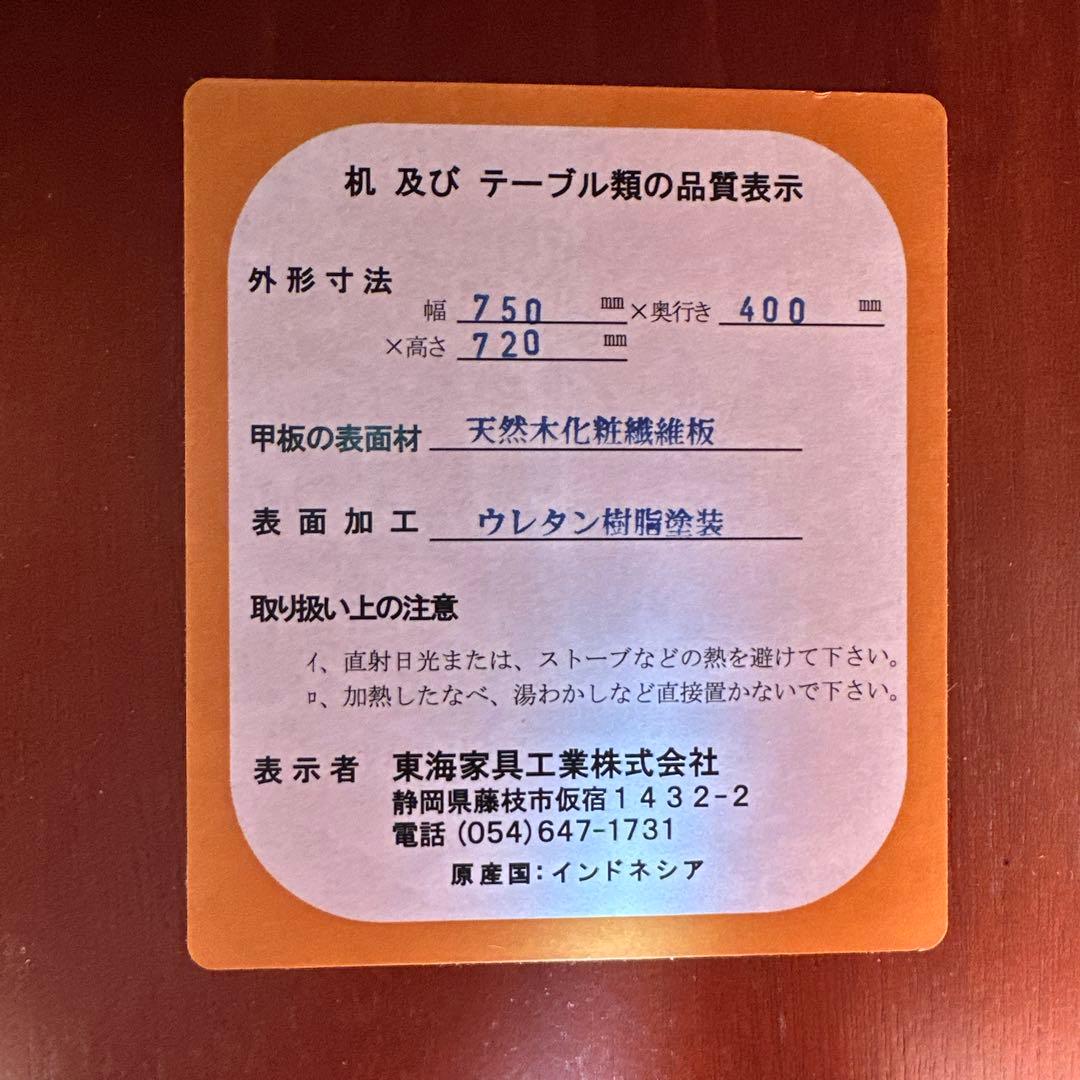 机 及び テーブル類の品質表示
外形寸法
幅 750 mm ×奥行き 400 mm
×高さ 720 mm
甲板の表面材 天然木化粧繊維板
表面加工 ウレタン樹脂塗装
取り扱い上の注意
イ、直射日光または、ストーブなどの熱を避けて下さい。
ロ、加熱したなべ、湯わかしなど直接置かないで下さい。
表示者 東海家具工業株式会社
静岡県藤枝市仮宿1432-2
電話 (054)647-1731
原産国:インドネシア